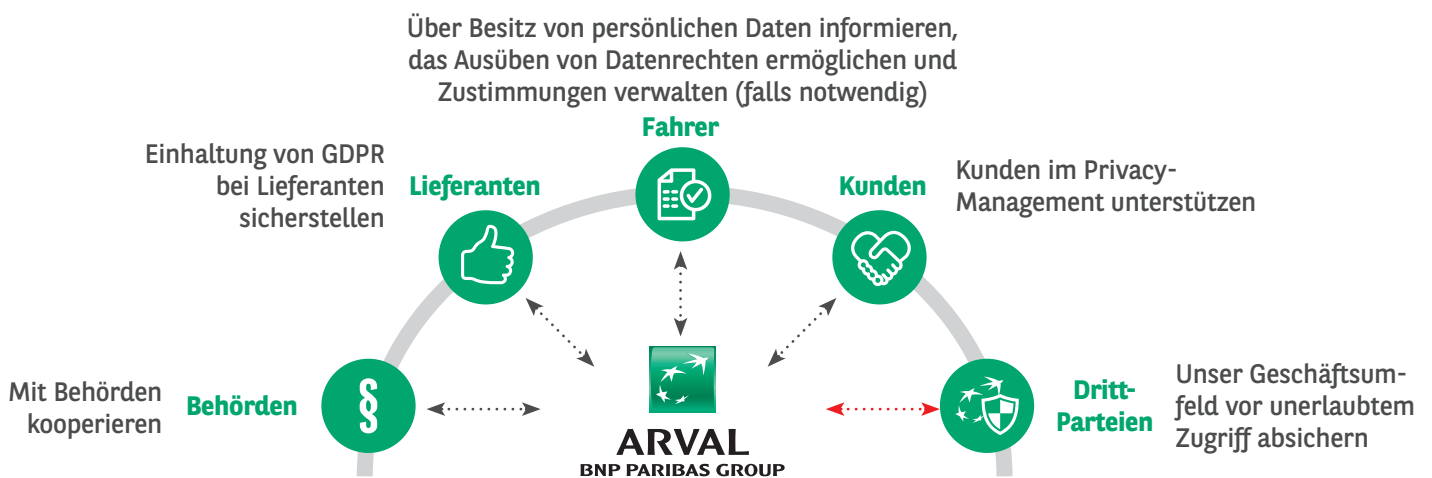 Über Besitz von persönlichen Daten informieren,
das Ausüben von Datenrechten ermöglichen und
Zustimmungen verwalten (falls notwendig)
Fahrer
Einhaltung von GDPR
bei Lieferanten
sicherstellen
Lieferanten
Kunden
Kunden im Privacy-
Management unterstützen
Mit Behörden
kooperieren
Behörden
§
ARVAL
BNP PARIBAS GROUP
Dritt-
Parteien
Unser Geschäftsum-
feld vor unerlaubtem
Zugriff absichern